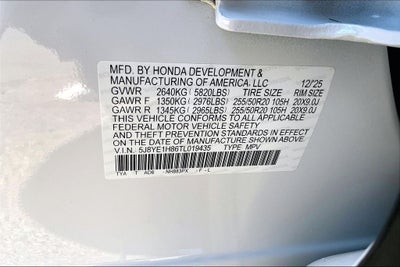 MFD. BY HONDA DEVELOPMENT &
MANUFACTURING OF AMERICA, LLC 12/25
GVWR 2640KG (5820LBS) TIRE SIZE RIM SIZE
GAWR F 1350KG (2976LBS) 255/50R20 105H 20X9.0J
GAWR R 1345KG (2965LBS) 255/50R20 105H 20X9.0J
THIS VEHICLE CONFORMS TO ALL APPLICABLE
FEDERAL MOTOR VEHICLE SAFETY
AND THEFT PREVENTION STANDARDS IN EFFECT
ON THE DATE OF MANUFACTURE SHOWN ABOVE.
V.I.N. 5J8YE1H86TL019435 TYPE: MPV
TYA T AD6 NH883PX F - C